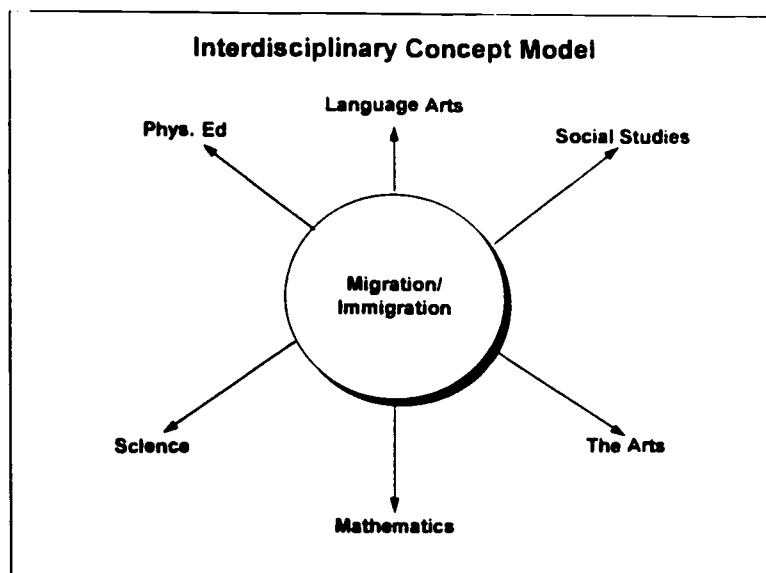 Interdisciplinary Concept Model
Language Arts
Phys. Ed
Social Studies
Migration/
Immigration
Science
The Arts
Mathematics